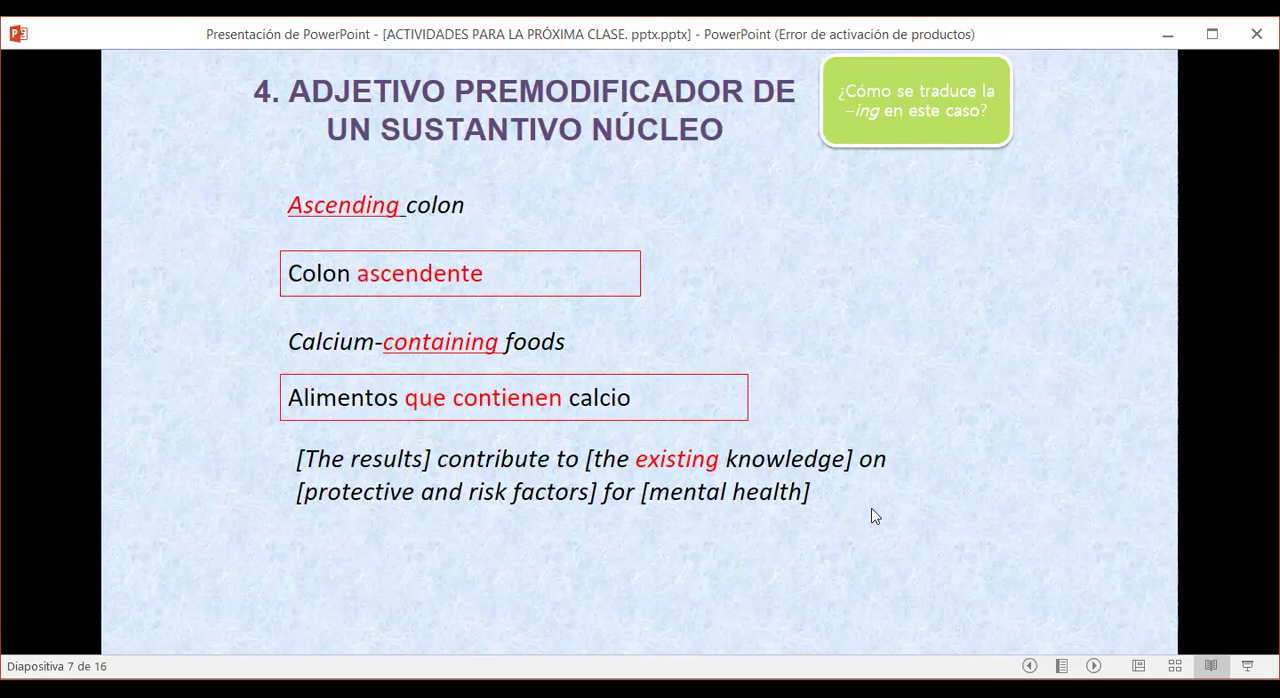 Presentación de PowerPoint - [ACTIVIDADES PARA LA PRÓXIMA CLASE. pptx.pptx] - PowerPoint (Error de activación de productos)
4. ADJETIVO PREMODIFICADOR DE
UN SUSTANTIVO NÚCLEO
¿Cómo se traduce la
–ing en este caso?
Ascending colon
Colon ascendente
Calcium-containing foods
Alimentos que contienen calcio
[The results] contribute to [the existing knowledge] on
[protective and risk factors] for [mental health]
Diapositiva 7 de 16